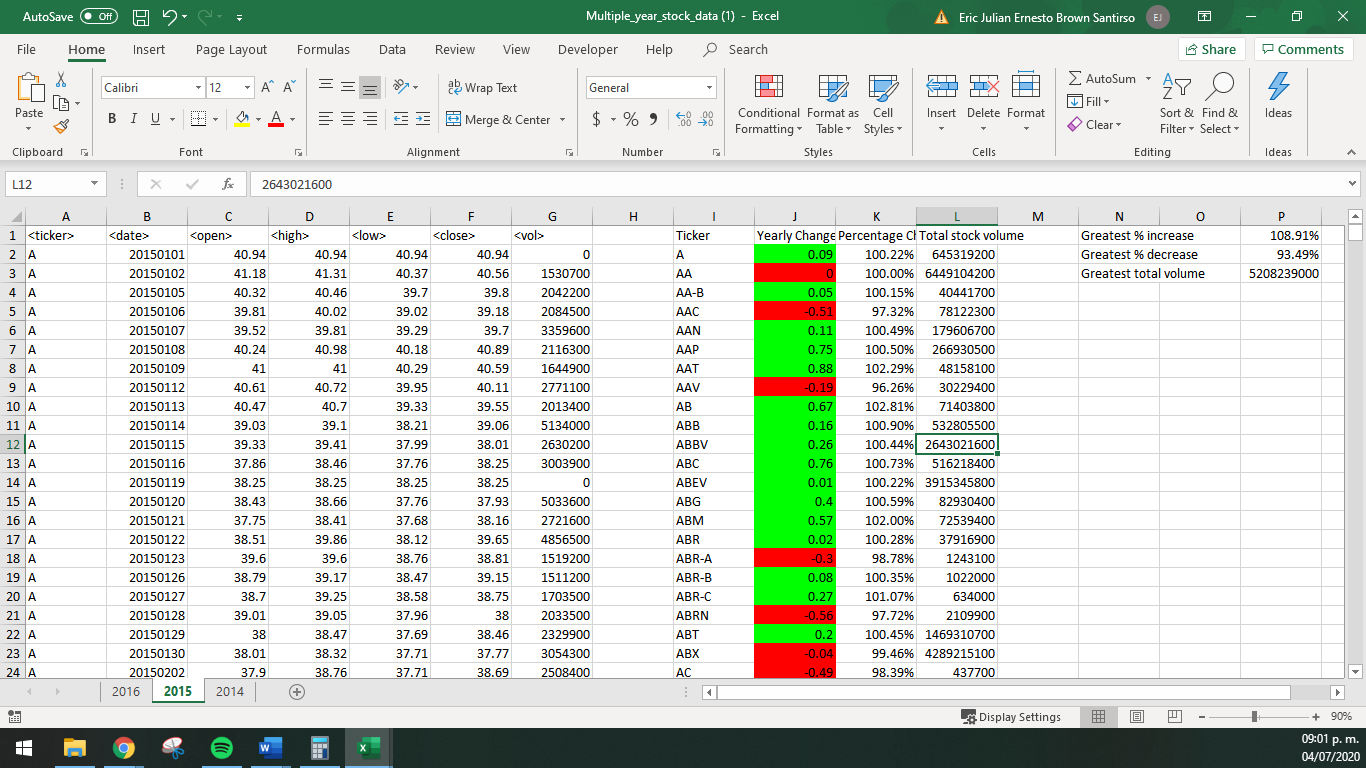 AutoSave Off Multiple_year_stock_data (1) - Excel Eric Julian Ernesto Brown Santirso EJ
File Home Insert Page Layout Formulas Data Review View Developer Help Search Share Comments
Calibri 12 A A ab Wrap Text General AutoSum
Paste B I U A Merge & Center $ % Conditional Formatting Format as Table Cell Styles Insert Delete Format Fill Clear Sort & Filter Find & Select Ideas
Clipboard Font Alignment Number Styles Cells Editing Ideas
L12 fx 2643021600
A B C D E F G H I J K L M N O P
1 <ticker> <date> <open> <high> <low> <close> <vol> Ticker Yearly Change Percentage Ch Total stock volume Greatest % increase 108.91%
2 A 20150101 40.94 40.94 40.94 40.94 0 A 0.09 100.22% 645319200 Greatest % decrease 93.49%
3 A 20150102 41.18 41.31 40.37 40.56 1530700 AA 0 100.00% 6449104200 Greatest total volume 5208239000
4 A 20150105 40.32 40.46 39.7 39.8 2042200 AA-B 0.05 100.15% 40441700
5 A 20150106 39.81 40.02 39.02 39.18 2084500 AAC -0.51 97.32% 78122300
6 A 20150107 39.52 39.81 39.29 39.7 3359600 AAN 0.11 100.49% 179606700
7 A 20150108 40.24 40.98 40.18 40.89 2116300 AAP 0.75 100.50% 266930500
8 A 20150109 41 41 40.29 40.59 1644900 AAT 0.88 102.29% 48158100
9 A 20150112 40.61 40.72 39.95 40.11 2771100 AAV -0.19 96.26% 30229400
10 A 20150113 40.47 40.7 39.33 39.55 2013400 AB 0.67 102.81% 71403800
11 A 20150114 39.03 39.1 38.21 39.06 5134000 ABB 0.16 100.90% 532805500
12 A 20150115 39.33 39.41 37.99 38.01 2630200 ABBV 0.26 100.44% 2643021600
13 A 20150116 37.86 38.46 37.76 38.25 3003900 ABC 0.76 100.73% 516218400
14 A 20150119 38.25 38.25 38.25 38.25 0 ABEV 0.01 100.22% 3915345800
15 A 20150120 38.43 38.66 37.76 37.93 5033600 ABG 0.4 100.59% 82930400
16 A 20150121 37.75 38.41 37.68 38.16 2721600 ABM 0.57 102.00% 72539400
17 A 20150122 38.51 39.86 38.12 39.65 4856500 ABR 0.02 100.28% 37916900
18 A 20150123 39.6 39.6 38.76 38.81 1519200 ABR-A -0.3 98.78% 1243100
19 A 20150126 38.79 39.17 38.47 39.15 1511200 ABR-B 0.08 100.35% 1022000
20 A 20150127 38.7 39.25 38.58 38.75 1703500 ABR-C 0.27 101.07% 634000
21 A 20150128 39.01 39.05 37.96 38 2033500 ABRN -0.56 97.72% 2109900
22 A 20150129 38 38.47 37.69 38.46 2329900 ABT 0.2 100.45% 1469310700
23 A 20150130 38.01 38.32 37.71 37.77 3054300 ABX -0.04 99.46% 4289215100
24 A 20150202 37.9 38.76 37.71 38.69 2508400 AC -0.49 98.39% 437700
2016 2015 2014
Display Settings 90%
09:01 p. m.
04/07/2020